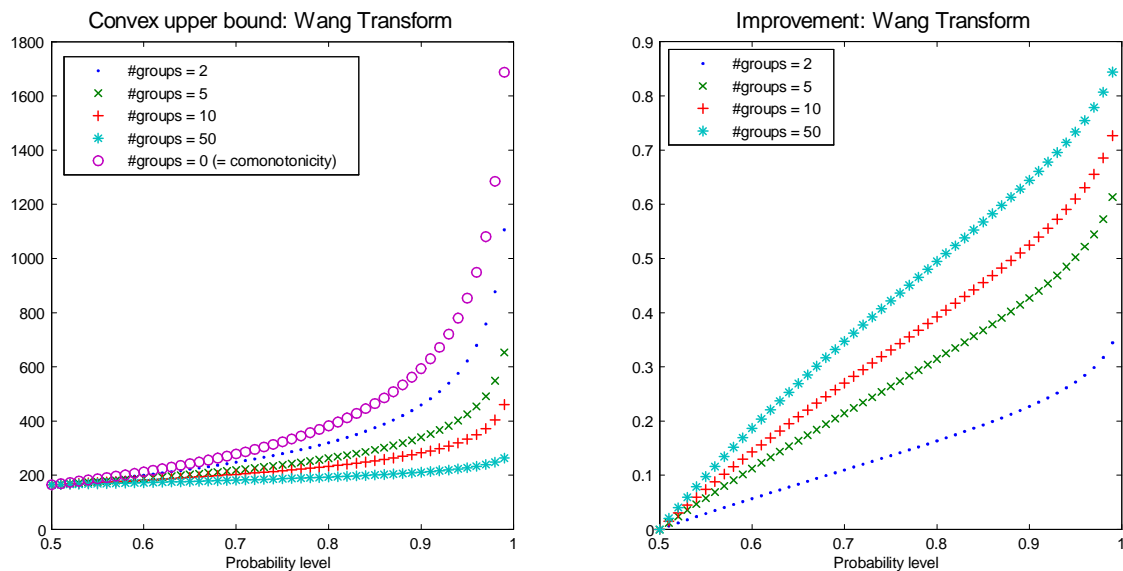 Convex upper bound: Wang Transform
1800
1600
1400
1200
1000
800
600
400
200
0
0.5 0.6 0.7 0.8 0.9 1
Probability level
#groups = 2
#groups = 5
#groups = 10
#groups = 50
#groups = 0 (= comonotonicity)
Improvement: Wang Transform
0.9
0.8
0.7
0.6
0.5
0.4
0.3
0.2
0.1
0
0.5 0.6 0.7 0.8 0.9 1
Probability level
#groups = 2
#groups = 5
#groups = 10
#groups = 50